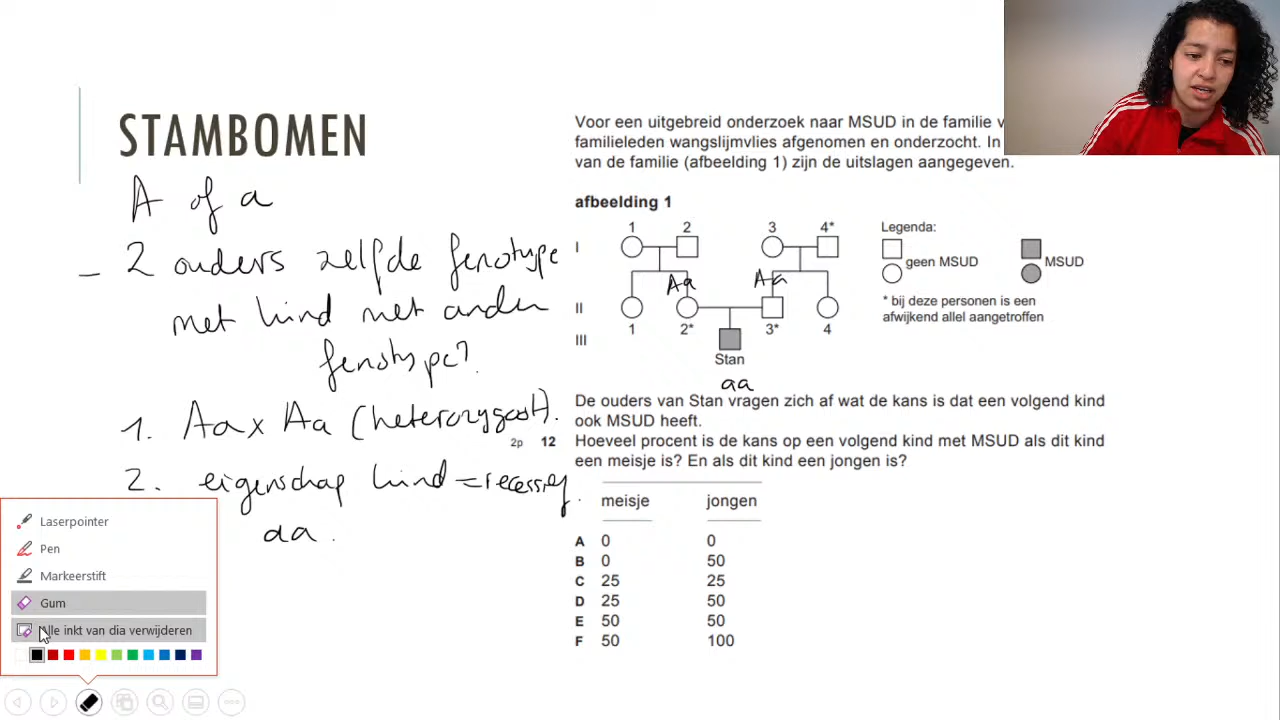 STAMBOMEN
A of a
– 2 ouders zelfde fenotype
met kind met ander
fenotype?
1. Aa x Aa (heterozygoot).
2. eigenschap kind = recessief.
aa.
Laserpointer
Pen
Markeerstift
Gum
Alle inkt van dia verwijderen
Voor een uitgebreid onderzoek naar MSUD in de familie v
familieleden wangslijmvlies afgenomen en onderzocht. In
van de familie (afbeelding 1) zijn de uitslagen aangegeven.
afbeelding 1
1 2 3 4*
I
Aa Aa
II
1 2* 3* 4
III
Stan
aa
Legenda:
geen MSUD
MSUD
* bij deze personen is een
afwijkend allel aangetroffen
De ouders van Stan vragen zich af wat de kans is dat een volgend kind
ook MSUD heeft.
2p 12 Hoeveel procent is de kans op een volgend kind met MSUD als dit kind
een meisje is? En als dit kind een jongen is?
meisje jongen
A 0 0
B 0 50
C 25 25
D 25 50
E 50 50
F 50 100